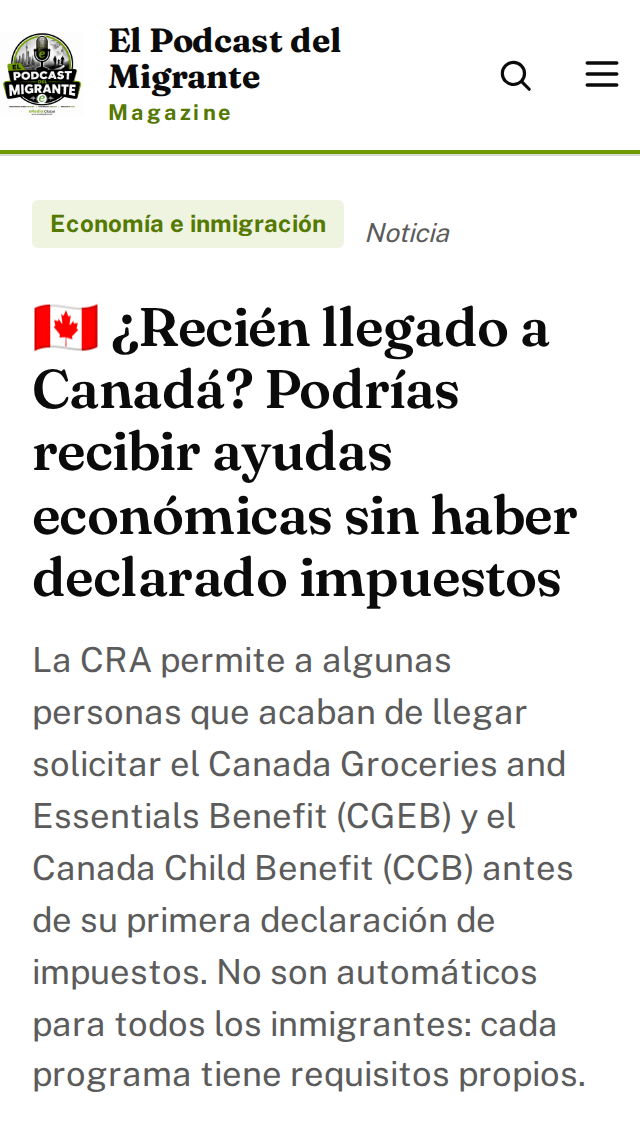 EL
PODCAST
DEL
MIGRANTE
El Podcast del
Migrante
Magazine
Economía e inmigración
Noticia
🇨🇦 ¿Recién llegado a
Canadá? Podrías
recibir ayudas
económicas sin haber
declarado impuestos
La CRA permite a algunas
personas que acaban de llegar
solicitar el Canada Groceries and
Essentials Benefit (CGEB) y el
Canada Child Benefit (CCB) antes
de su primera declaración de
impuestos. No son automáticos
para todos los inmigrantes: cada
programa tiene requisitos propios.